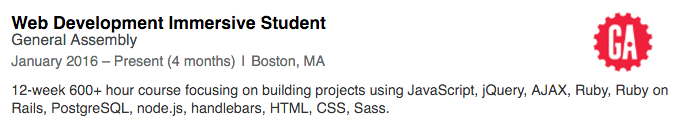 Web Development Immersive Student
General Assembly
January 2016 – Present (4 months) | Boston, MA
GA
12-week 600+ hour course focusing on building projects using JavaScript, jQuery, AJAX, Ruby, Ruby on
Rails, PostgreSQL, node.js, handlebars, HTML, CSS, Sass.